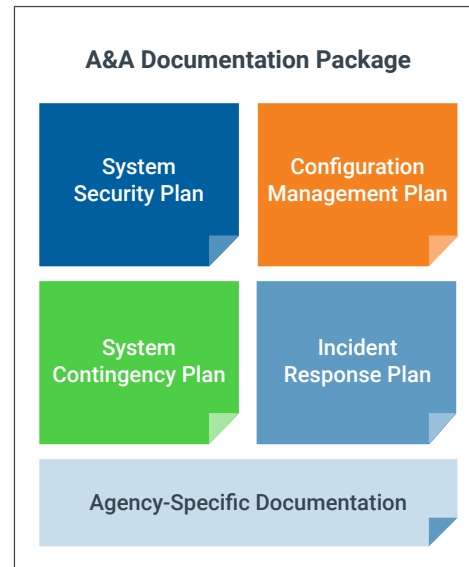 A&A Documentation Package
System
Security Plan
Configuration
Management Plan
System
Contingency Plan
Incident
Response Plan
Agency-Specific Documentation